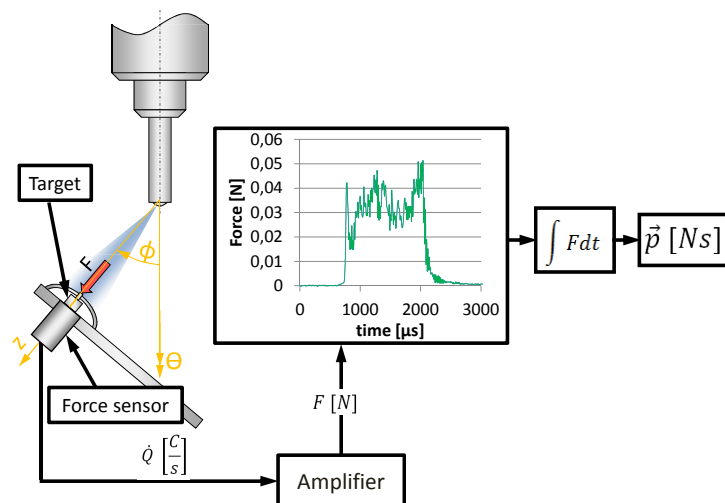 Target
F
ϕ
z
Θ
Force sensor
Q̇ [C/s]
Amplifier
F [N]
Force [N]
0,06
0,05
0,04
0,03
0,02
0,01
0
0 1000 2000 3000
time [µs]
∫ Fdt
p⃗ [Ns]